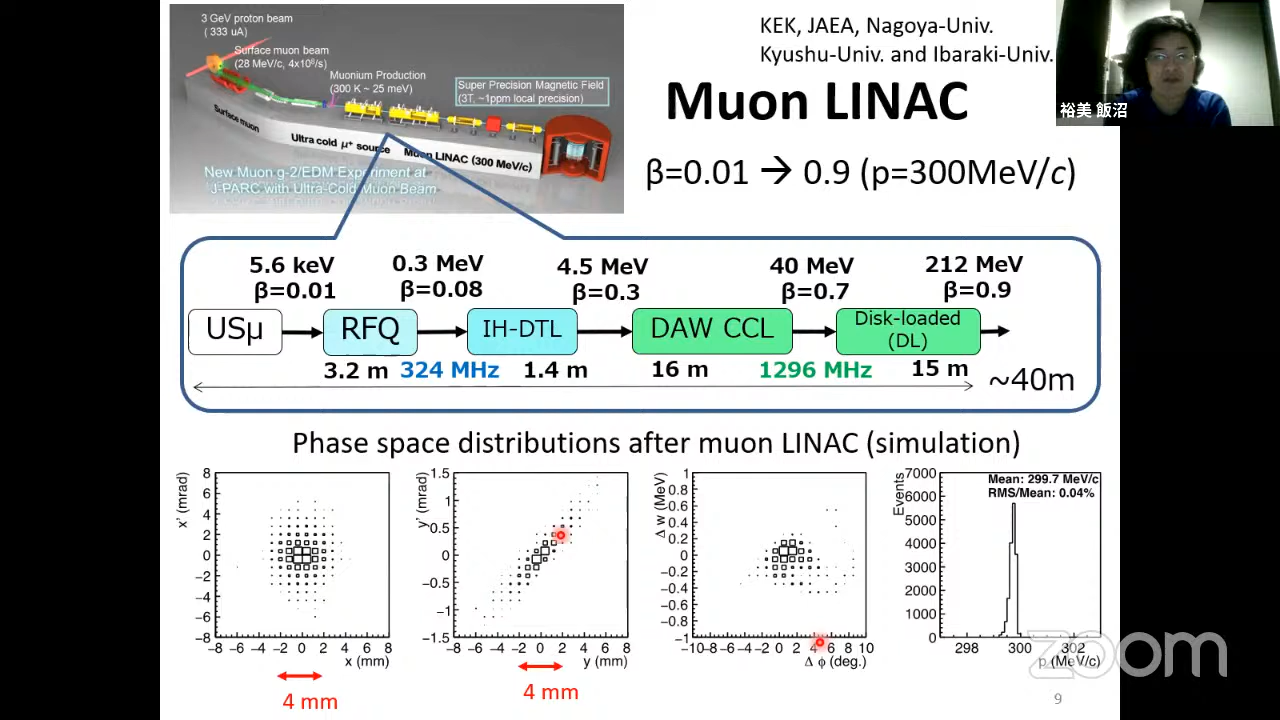 3 GeV proton beam
( 333 uA)
Surface muon beam
(28 MeV/c, 4x10⁸/s)
Muonium Production
(300 K ~ 25 meV)
Super Precision Magnetic Field
(3T, ~1ppm local precision)
Surface muon
Ultra cold μ⁺ source
Muon LINAC (300 MeV/c)
New Muon g-2/EDM Experiment at
J-PARC with Ultra-Cold Muon Beam
KEK, JAEA, Nagoya-Univ.
Kyushu-Univ. and Ibaraki-Univ.
裕美 飯沼
Muon LINAC
β=0.01 → 0.9 (p=300MeV/c)
5.6 keV 0.3 MeV 4.5 MeV 40 MeV 212 MeV
β=0.01 β=0.08 β=0.3 β=0.7 β=0.9
USμ RFQ IH-DTL DAW CCL Disk-loaded
(DL)
3.2 m 324 MHz 1.4 m 16 m 1296 MHz 15 m
~40m
Phase space distributions after muon LINAC (simulation)
x' (mrad)
8
6
4
2
0
−2
−4
−6
−8
−8 −6 −4 −2 0 2 4 6 8
x (mm)
4 mm
y' (mrad)
1.5
1
0.5
0
−0.5
−1
−1.5
−8 −6 −4 −2 0 2 4 6 8
y (mm)
4 mm
Δ w (MeV)
1
0.8
0.6
0.4
0.2
0
−0.2
−0.4
−0.6
−0.8
−1
−10 −8 −6 −4 −2 0 2 4 6 8 10
Δ ϕ (deg.)
Events
7000
6000
5000
4000
3000
2000
1000
0
Mean: 299.7 MeV/c
RMS/Mean: 0.04%
298 300 302
p (MeV/c)
zoom
9